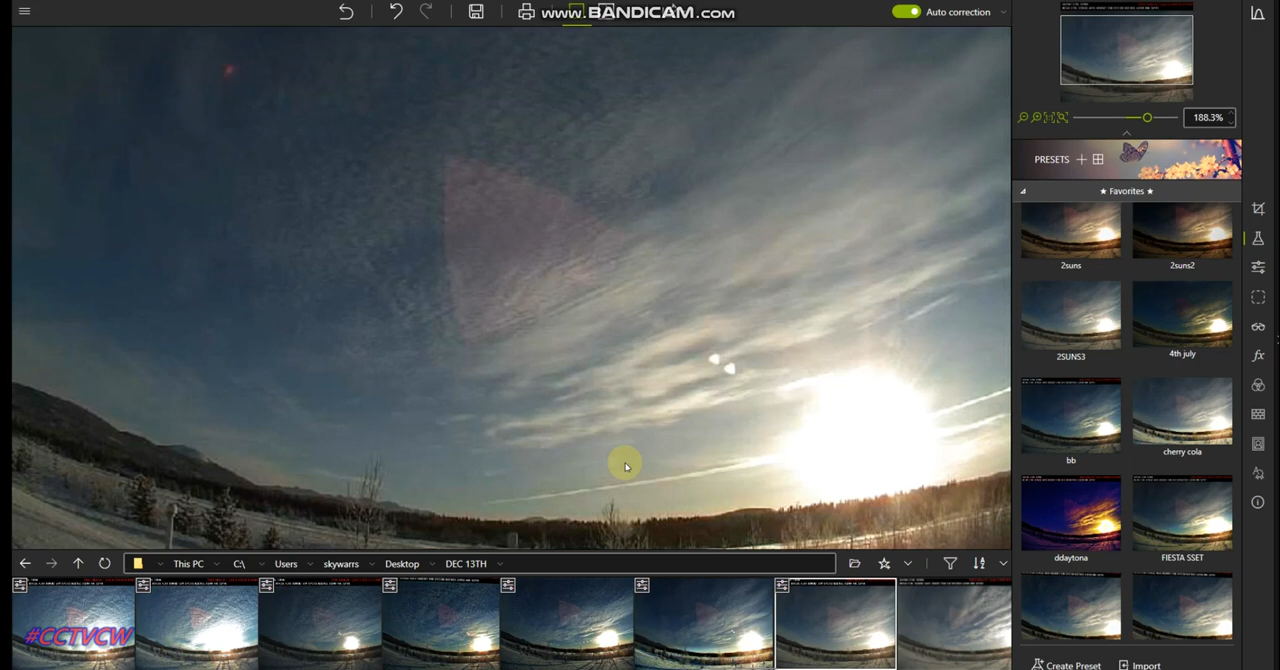 www.BANDICAM.com
Auto correction
188.3%
PRESETS
★ Favorites ★
2suns
2suns2
2SUNS3
4th july
bb
cherry cola
ddaytona
FIESTA SSET
This PC
C:\
Users
skywarrs
Desktop
DEC 13TH
#CCTVCW
Create Preset
Import